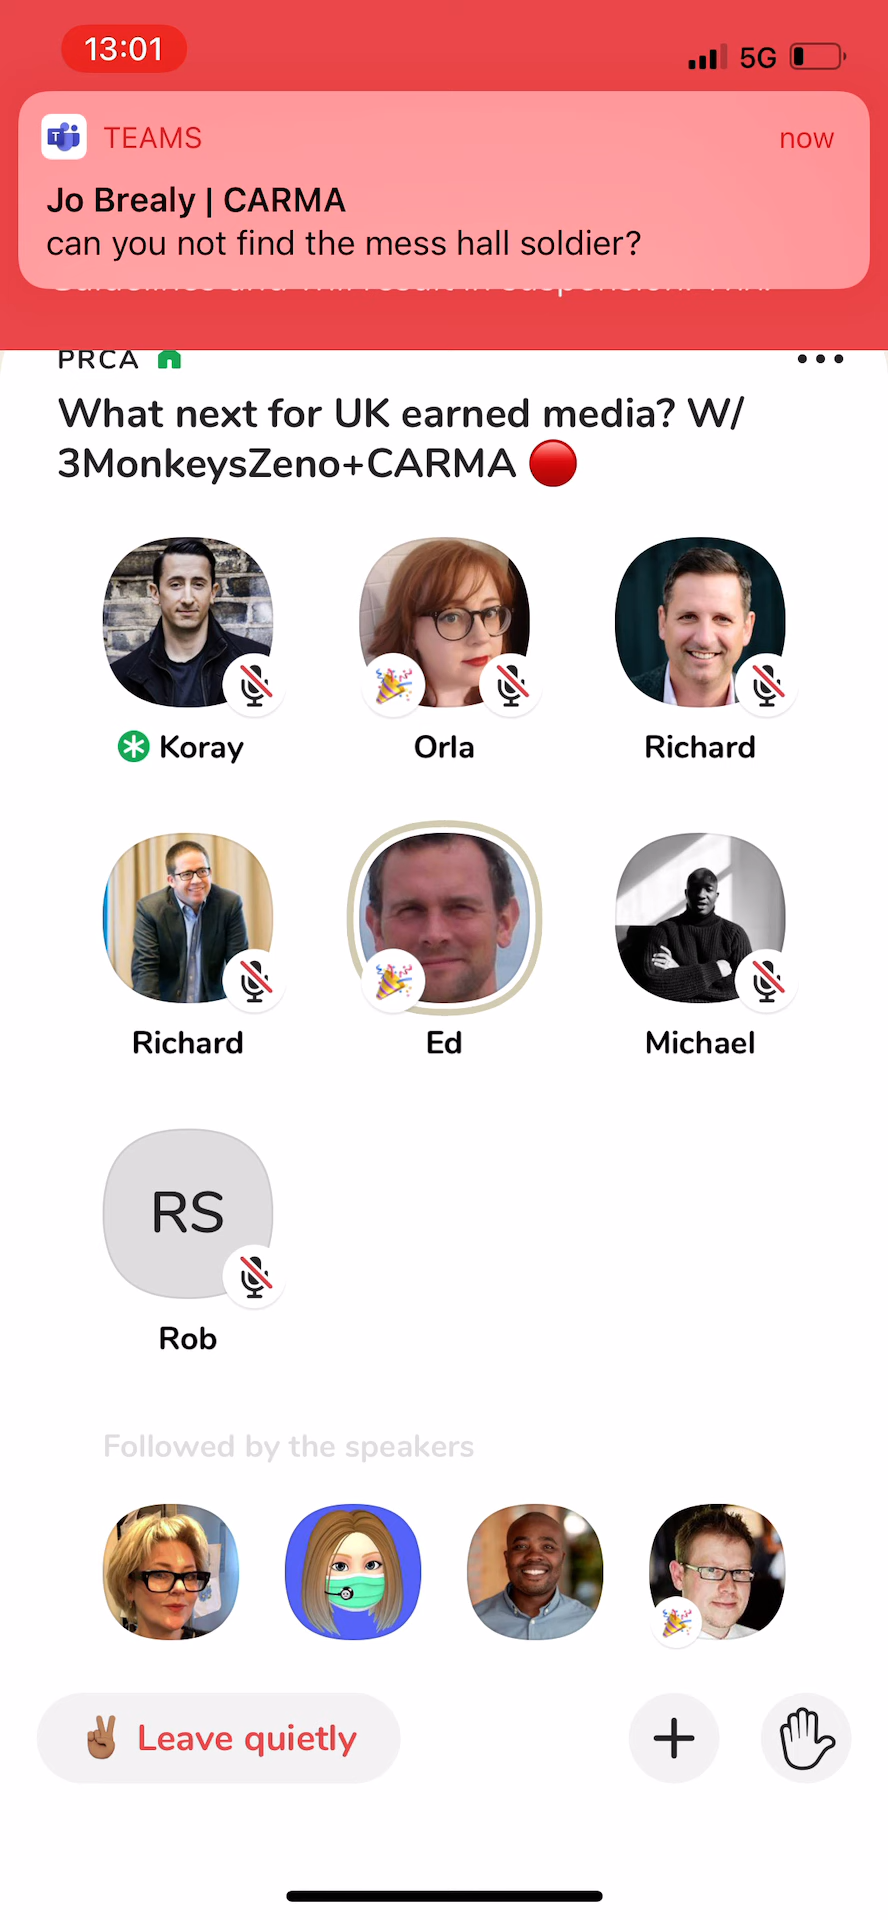 13:01
5G
TEAMS
now
Jo Brealy | CARMA
can you not find the mess hall soldier?
PRCA
What next for UK earned media? W/
3MonkeysZeno+CARMA
Koray
Orla
Richard
Richard
Ed
Michael
RS
Rob
Followed by the speakers
Leave quietly